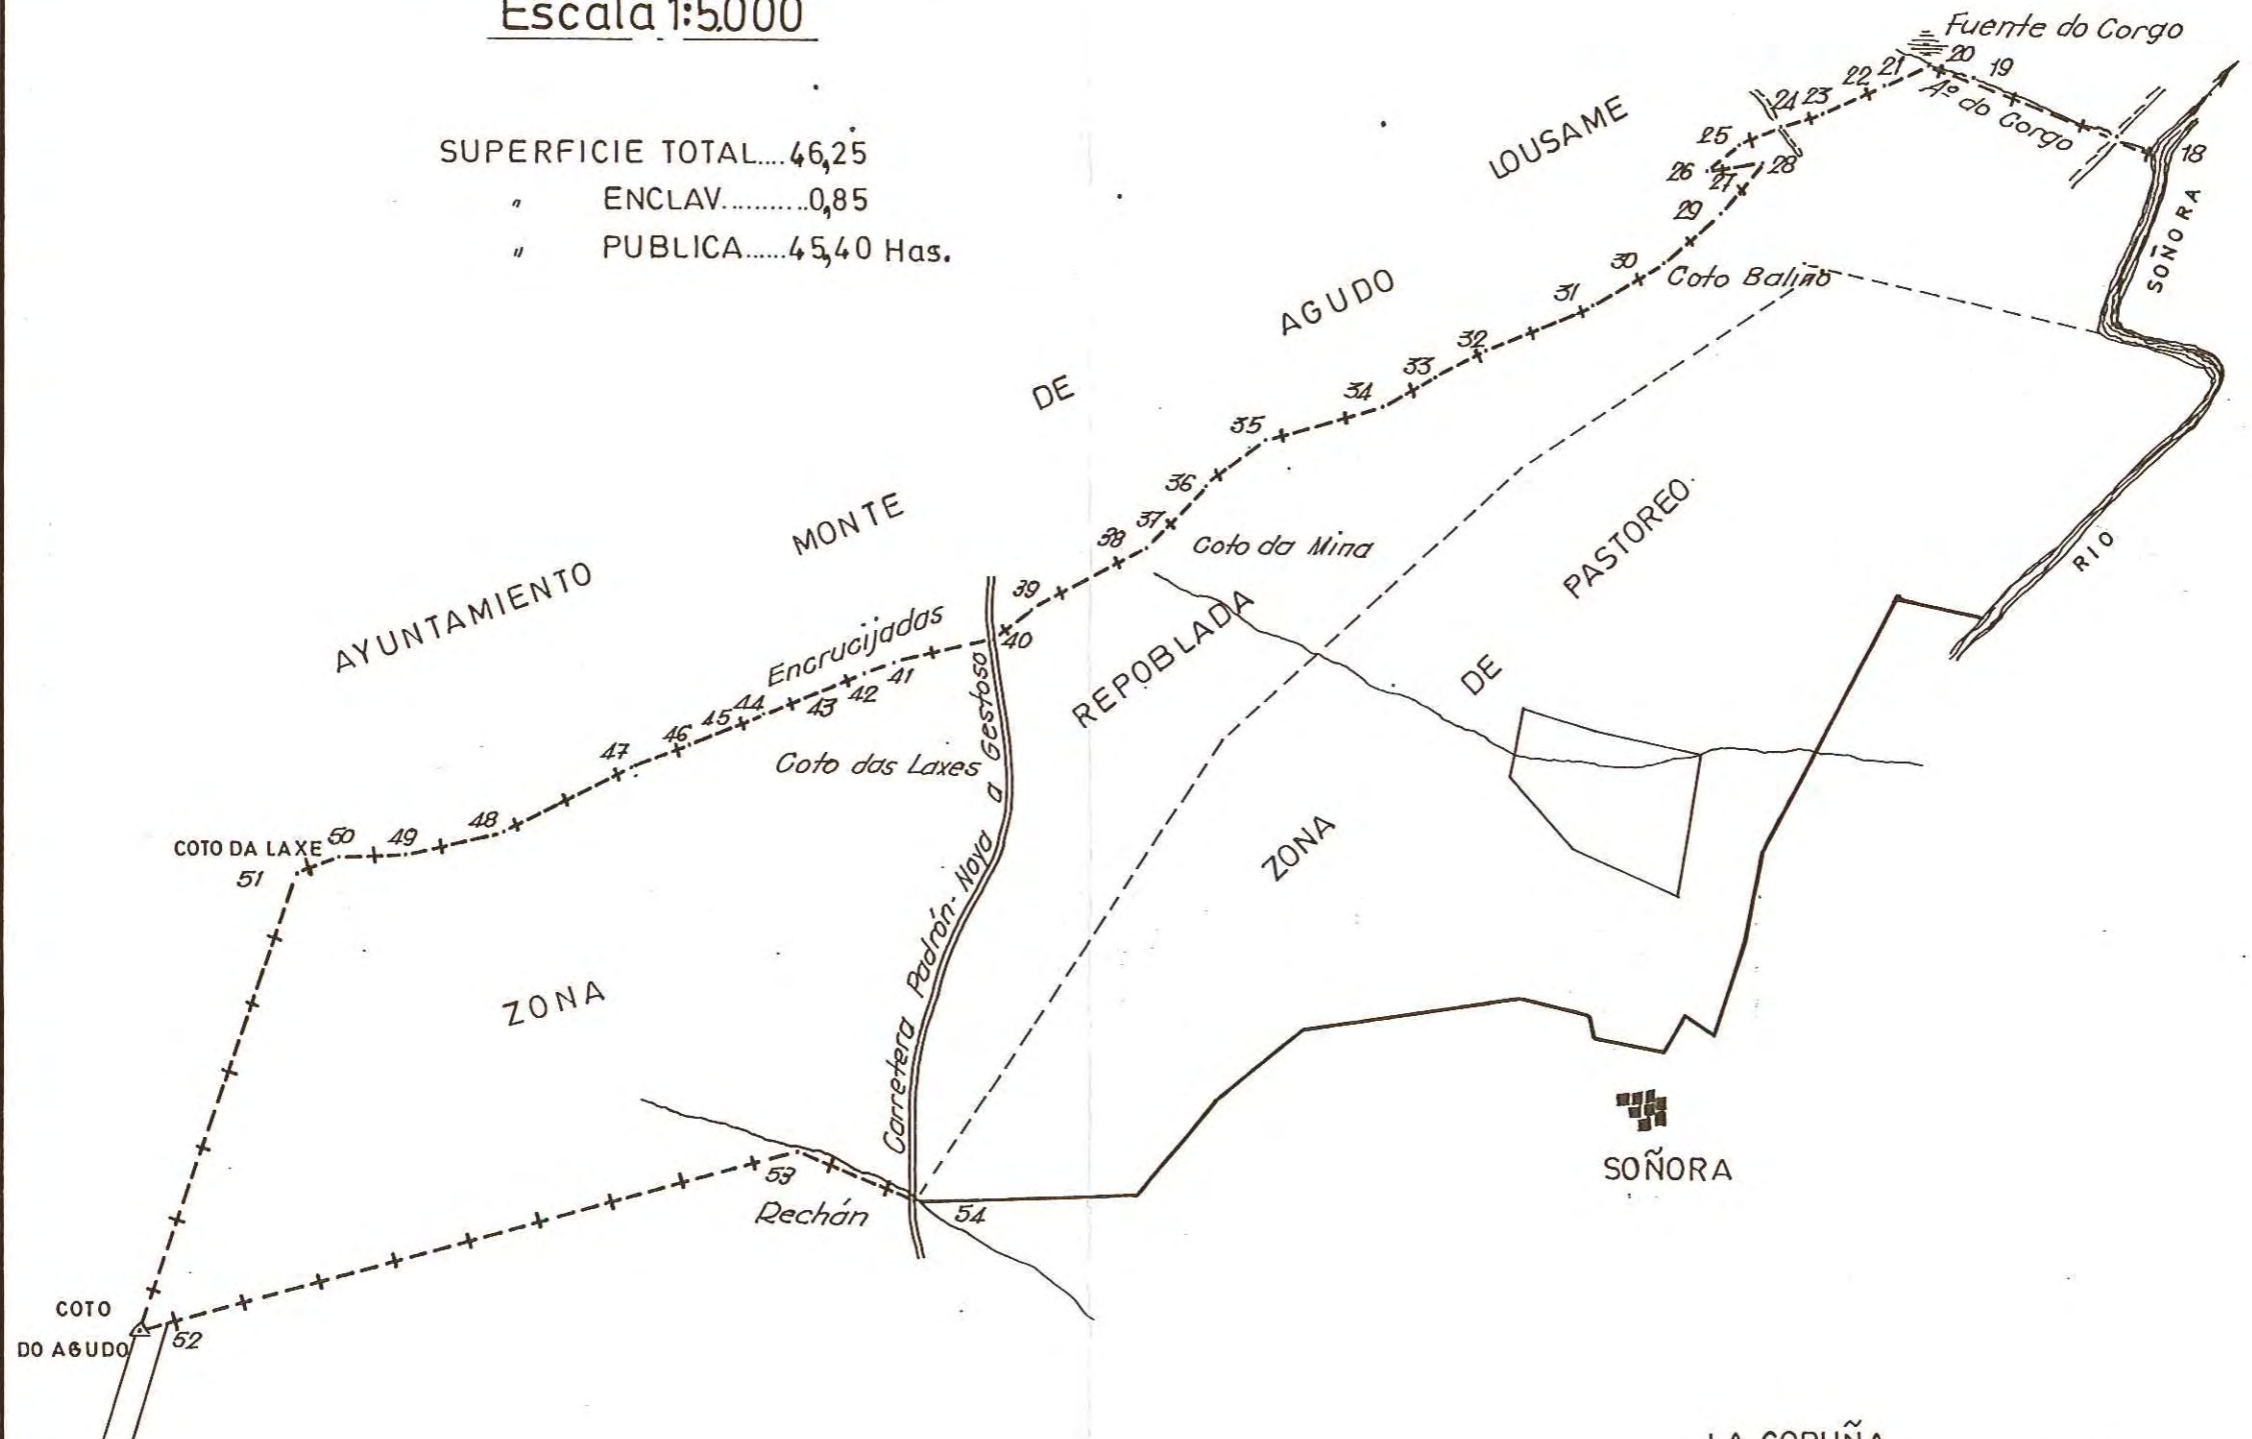 Escala 1:5.000
SUPERFICIE TOTAL....46,25
" ENCLAV...........0,85
" PUBLICA......45,40 Has.
Fuente do Corgo
20
19
Aº do Corgo
18
21
22
23
24
25
26
27
28
29
30
31
32
33
34
35
36
37
38
39
40
41
42
43
44
45
46
47
48
49
50
51
52
53
54
AYUNTAMIENTO MONTE DE AGUDO LOUSAME
RIO SOÑORA
Coto Baliño
Coto da Mina
Encrucijadas
Coto das Laxes
COTO DA LAXE
Carretera Padrón-Noya a Gestoso
ZONA REPOBLADA
ZONA DE PASTOREO
Rechán
COTO
DO AGUDO
SOÑORA
LA CORUÑA